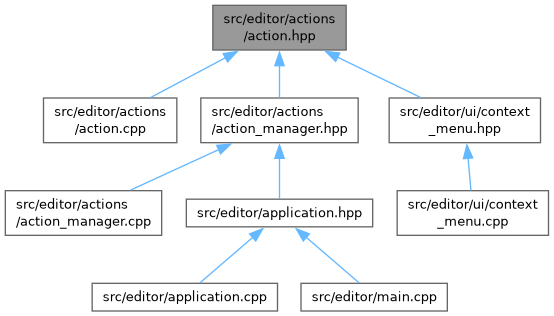 src/editor/actions
/action.hpp
src/editor/actions
/action.cpp
src/editor/actions
/action_manager.hpp
src/editor/ui/context
_menu.hpp
src/editor/actions
/action_manager.cpp
src/editor/application.hpp
src/editor/ui/context
_menu.cpp
src/editor/application.cpp
src/editor/main.cpp